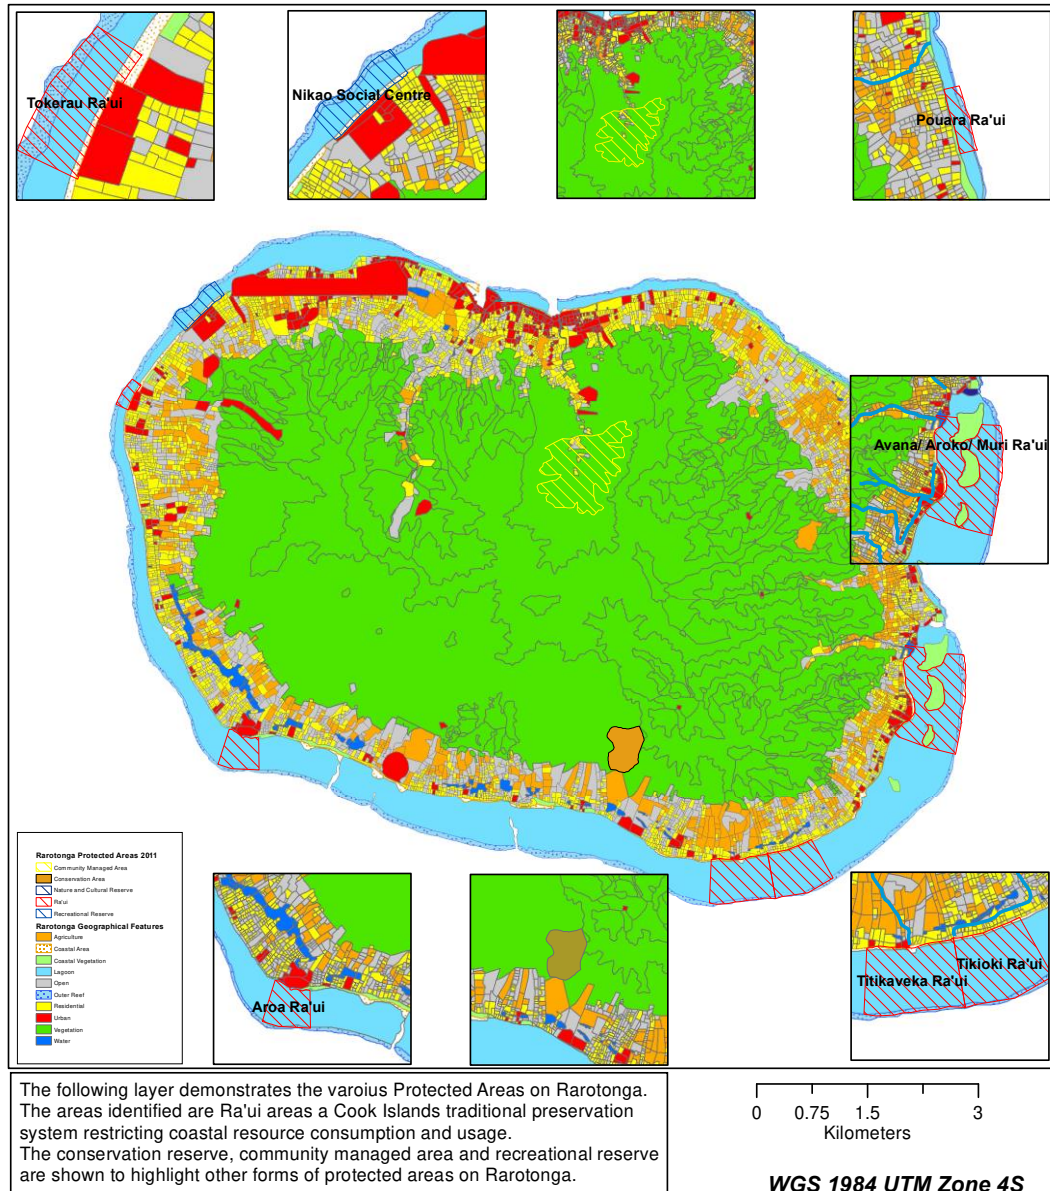 Tokerau Ra'ui
Nikao Social Centre
Pouara Ra'ui
Avana/ Aroko/ Muri Ra'ui
Rarotonga Protected Areas 2011
Community Managed Area
Conservation Area
Nature and Cultural Reserve
Ra'ui
Recreational Reserve
Rarotonga Geographical Features
Agriculture
Coastal Area
Coastal Vegetation
Lagoon
Open
Outer Reef
Residential
Urban
Vegetation
Water
Aroa Ra'ui
Tikioki Ra'ui
Titikaveka Ra'ui
The following layer demonstrates the varoius Protected Areas on Rarotonga.
The areas identified are Ra'ui areas a Cook Islands traditional preservation
system restricting coastal resource consumption and usage.
The conservation reserve, community managed area and recreational reserve
are shown to highlight other forms of protected areas on Rarotonga.
0 0.75 1.5 3
Kilometers
WGS 1984 UTM Zone 4S